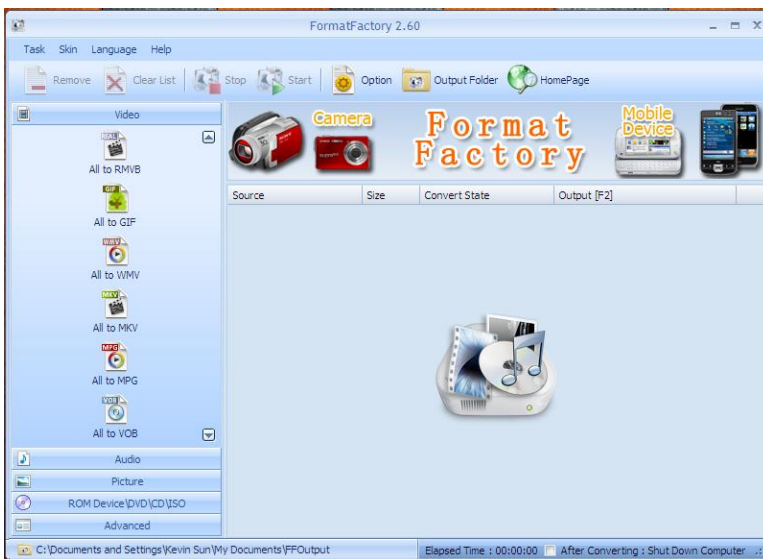 FormatFactory 2.60
Task Skin Language Help
Remove Clear List Stop Start Option Output Folder HomePage
Video
All to RMVB
GIF
All to GIF
WMV
All to WMV
MKV
All to MKV
MPG
All to MPG
VOB
All to VOB
Audio
Picture
ROM Device\DVD\CD\ISO
Advanced
Camera
Format
Factory
Mobile
Device
Source Size Convert State Output [F2]
C:\Documents and Settings\Kevin Sun\My Documents\FFOutput
Elapsed Time : 00:00:00 After Converting : Shut Down Computer